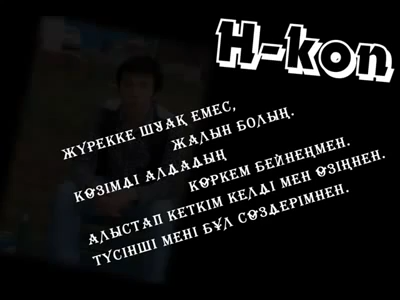 H-kon
ЖҮРЕККЕ ШУАҚ ЕМЕС,
ЖАЛЫН БОЛЫҢ.
КӨЗІМДІ АЛДАДЫҢ
КӨРКЕМ БЕЙНЕҢМЕН.
АЛЫСТАП КЕТКІМ КЕЛДІ МЕН ӨЗІҢНЕН.
ТҮСІНШІ МЕНІ БҰЛ СӨЗДЕРІМНЕН.